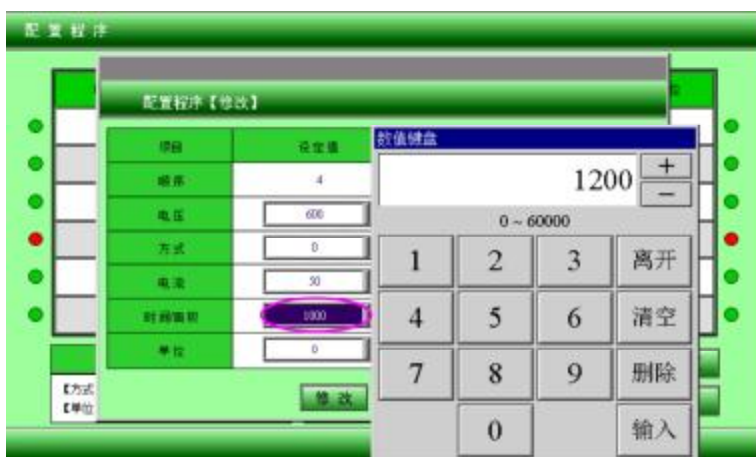 配置程序
配置程序【修改】
项目 设定值
顺序 4
电压 600
方式 0
电流 50
时间/面积 1000
单位 0
修改
【方式
【单位
数值键盘
1200
+
−
0 ~ 60000
1 2 3 离开
4 5 6 清空
7 8 9 删除
0 输入